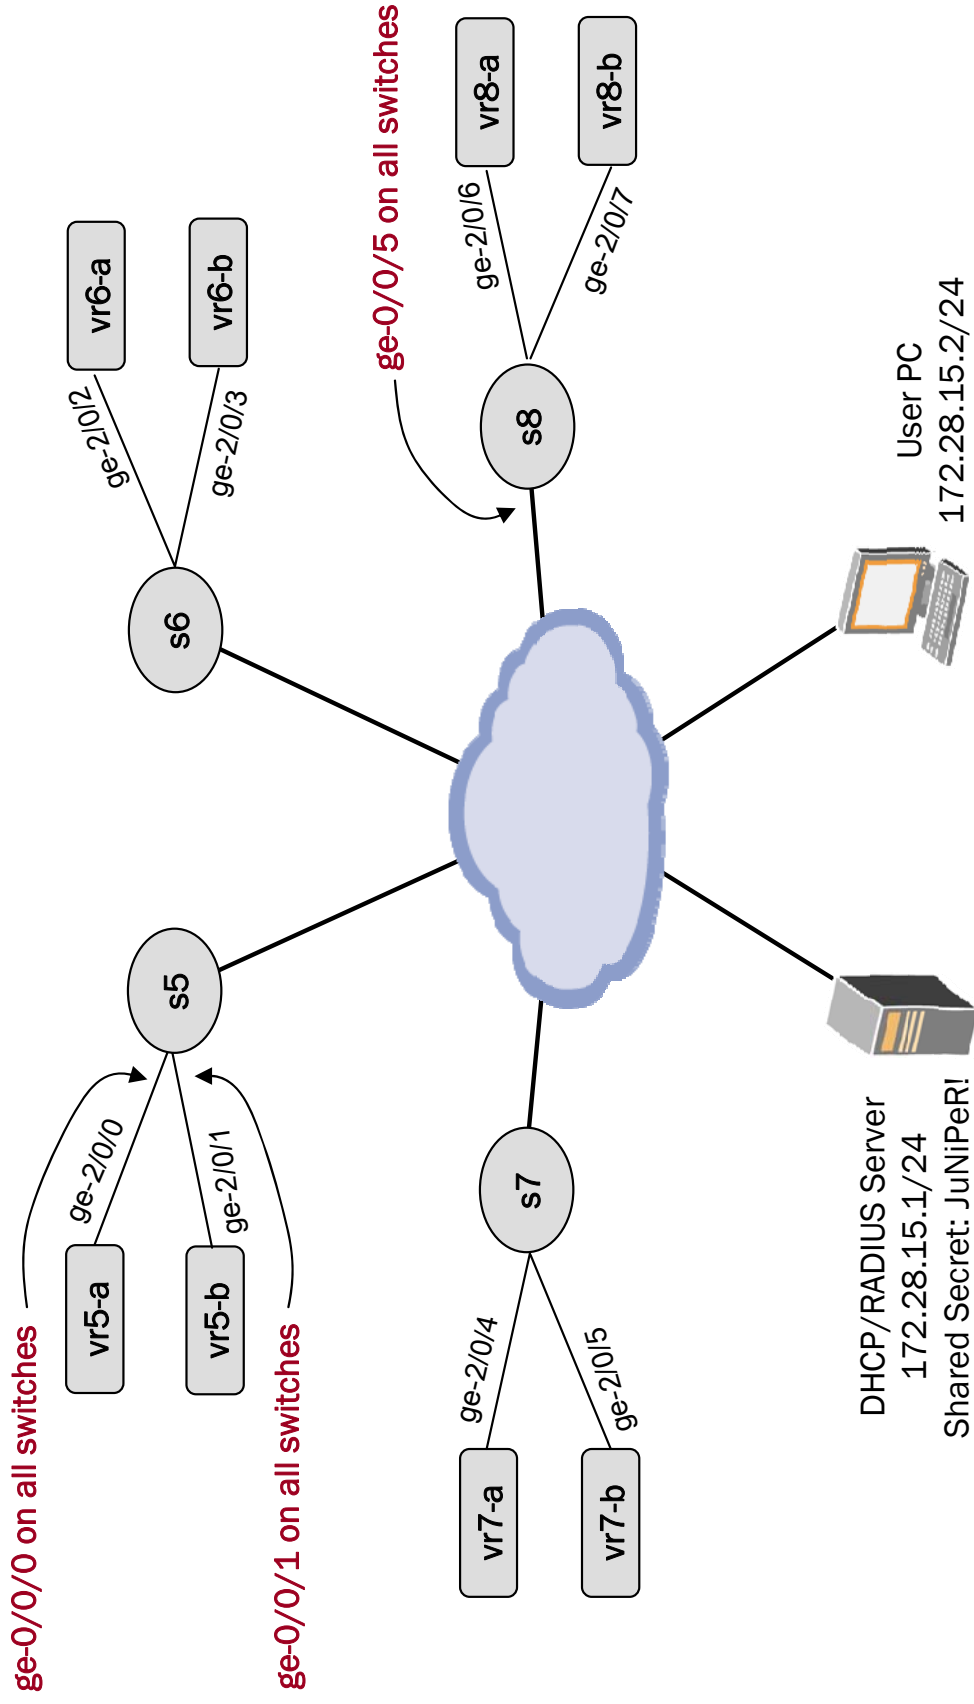 ge-0/0/0 on all switches
vr5-a
ge-2/0/0
s5
vr5-b
ge-2/0/1
ge-0/0/1 on all switches
s6
ge-2/0/2
vr6-a
ge-2/0/3
vr6-b
ge-0/0/5 on all switches
vr7-a
ge-2/0/4
s7
vr7-b
ge-2/0/5
s8
ge-2/0/6
vr8-a
ge-2/0/7
vr8-b
DHCP/RADIUS Server
172.28.15.1/24
Shared Secret: JuNiPeR!
User PC
172.28.15.2/24